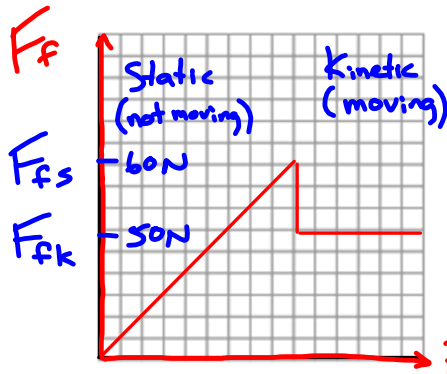 Ff
Static
(not moving)
Kinetic
(moving)
Ffs
60N
Ffk
50N